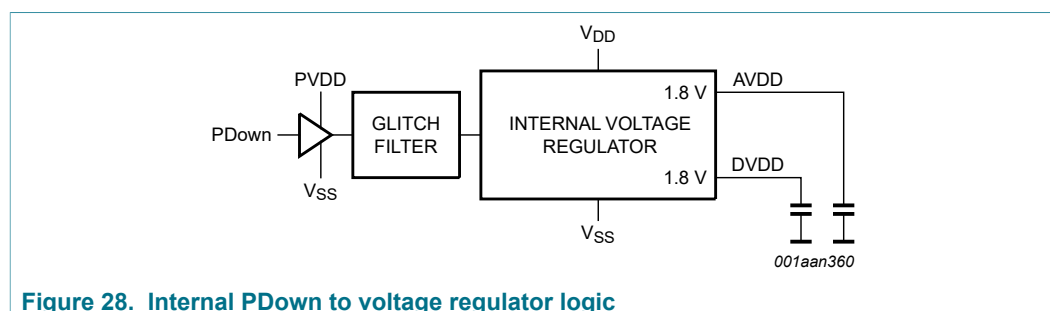 VDD
PVDD
AVDD
1.8 V
PDown
GLITCH
FILTER
INTERNAL VOLTAGE
REGULATOR
DVDD
1.8 V
VSS
VSS
001aan360
Figure 28. Internal PDown to voltage regulator logic